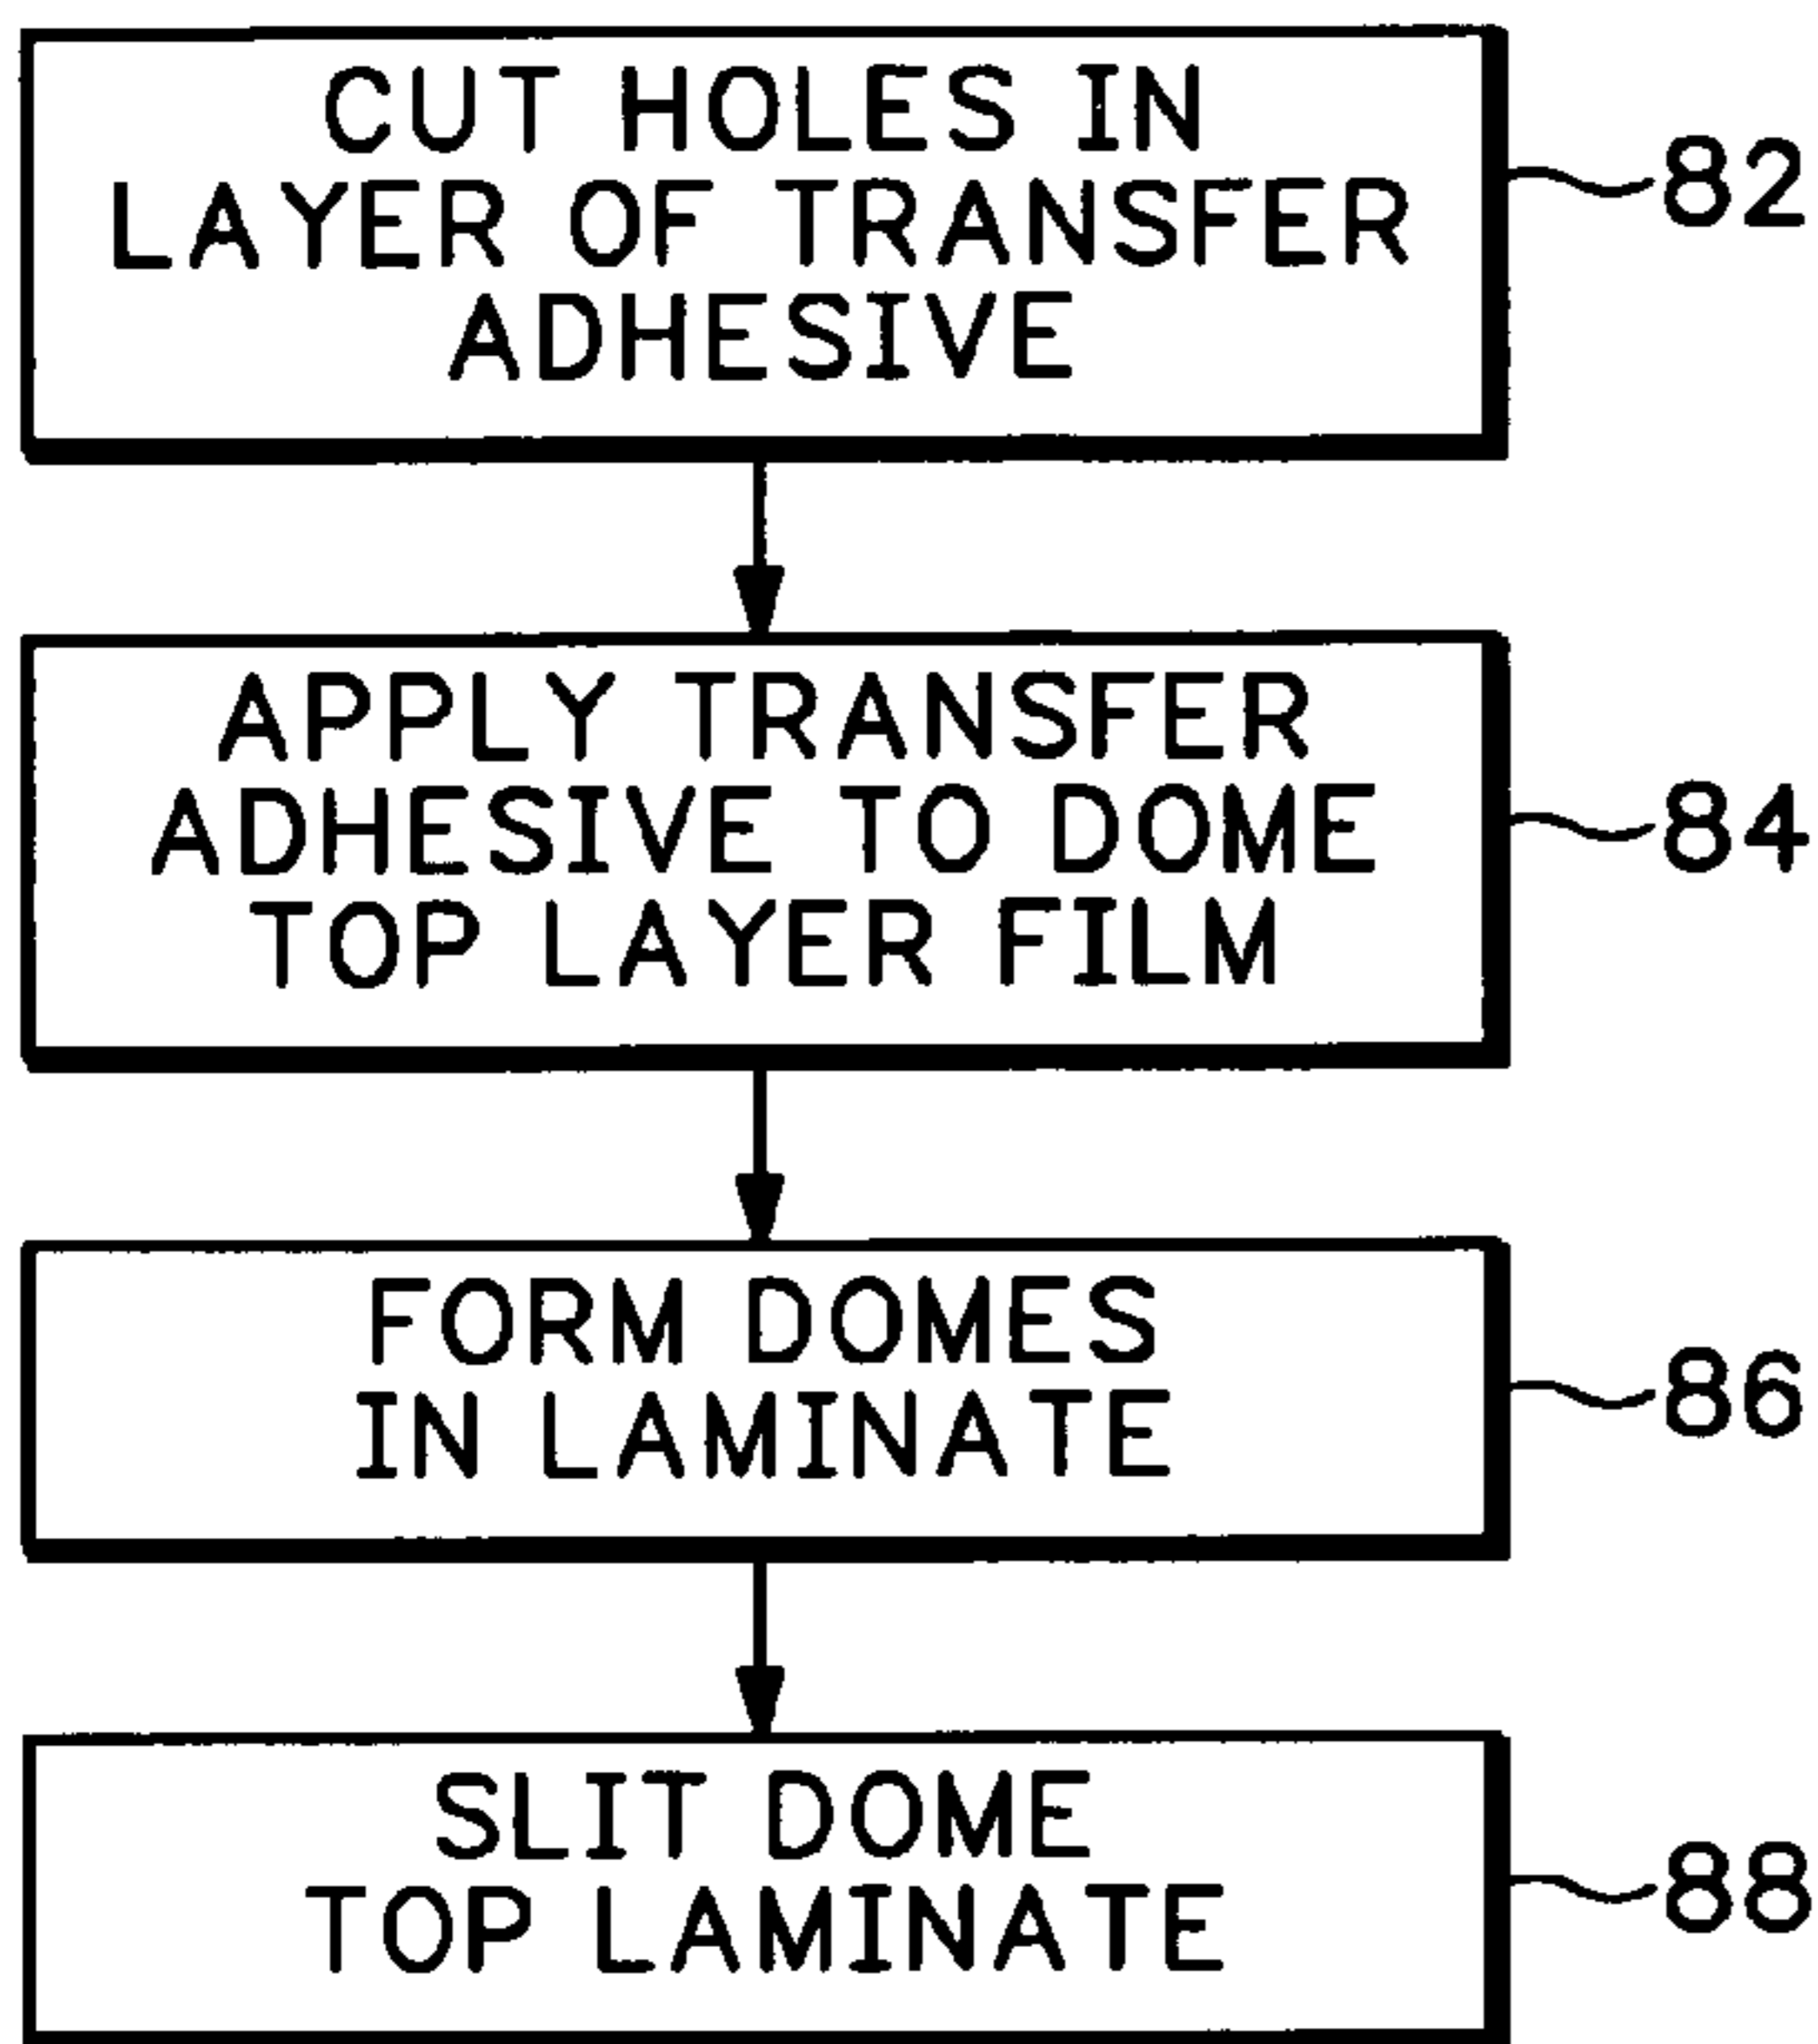 CUT HOLES IN
LAYER OF TRANSFER
ADHESIVE
82
APPLY TRANSFER
ADHESIVE TO DOME
TOP LAYER FILM
84
FORM DOMES
IN LAMINATE
86
SLIT DOME
TOP LAMINATE
88